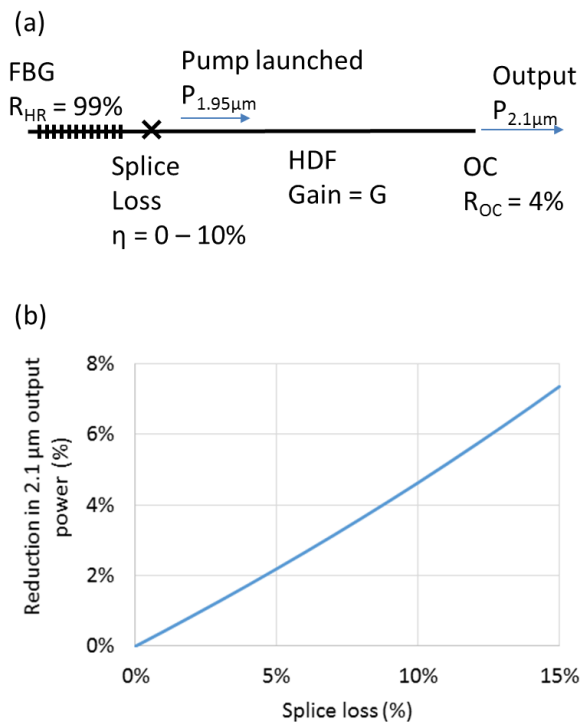 (a)
FBG
R_HR = 99%
Pump launched
P_1.95μm
Output
P_2.1μm
Splice
Loss
η = 0 – 10%
HDF
Gain = G
OC
R_OC = 4%
(b)
Reduction in 2.1 μm output
power (%)
8%
6%
4%
2%
0%
0%
5%
10%
15%
Splice loss (%)